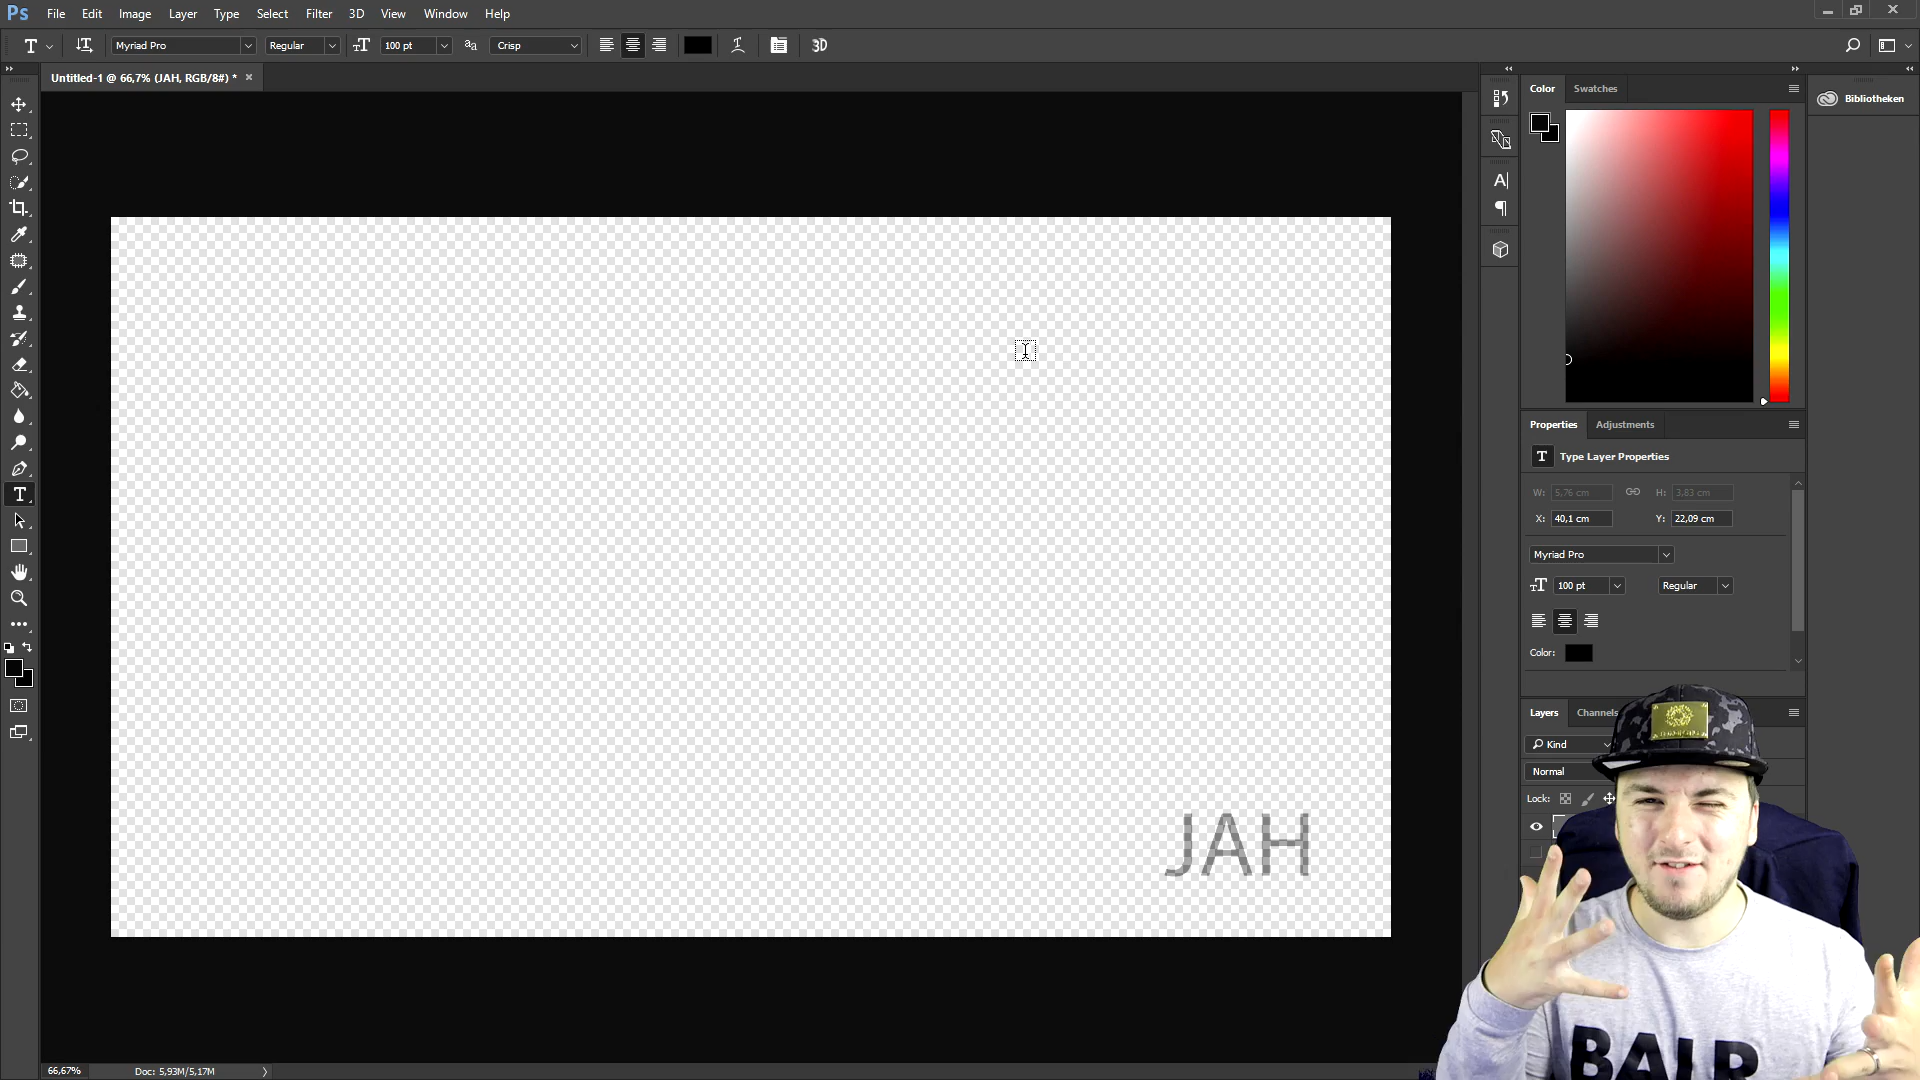 Ps File Edit Image Layer Type Select Filter 3D View Window Help
T Myriad Pro Regular 100 pt aa Crisp 3D
Untitled-1 @ 66,7% (JAH, RGB/8#) * ×
Color Swatches
Bibliotheken
Properties Adjustments
Type Layer Properties
W: 5,76 cm H: 3,83 cm
X: 40,1 cm Y: 22,09 cm
Myriad Pro
100 pt Regular
Color:
Layers Channels
Kind
Normal
Lock:
JAH
BALR
66,67% Doc: 5,93M/5,17M